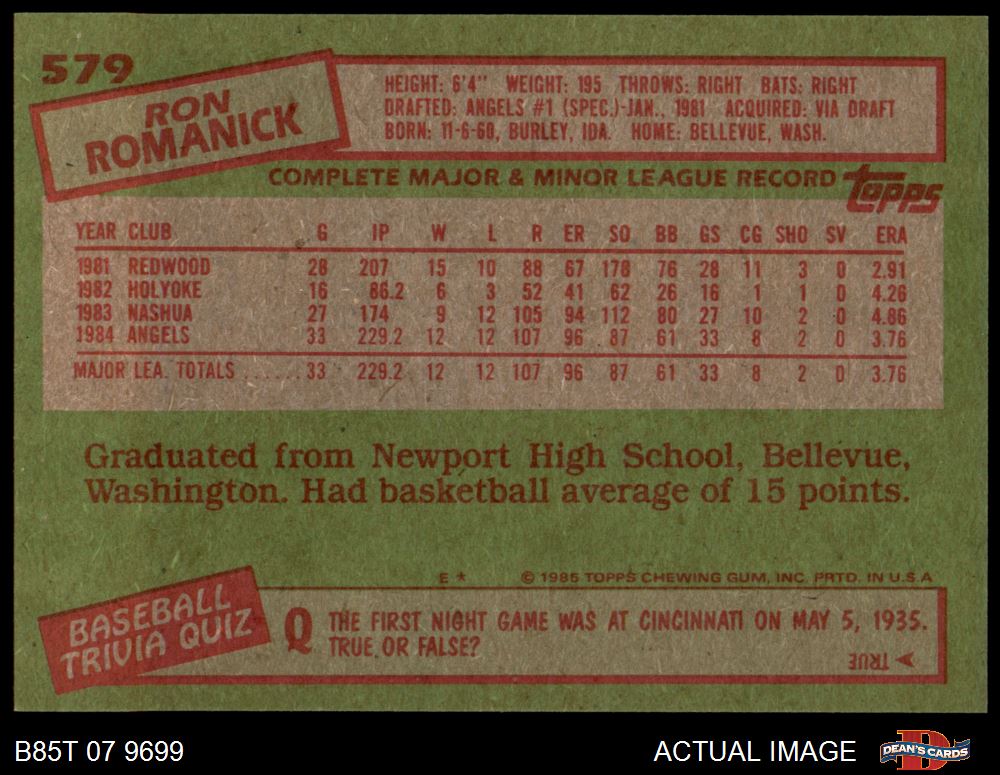 579
RON
ROMANICK
HEIGHT: 6'4" WEIGHT: 195 THROWS: RIGHT BATS: RIGHT
DRAFTED: ANGELS #1 (SPEC.)-JAN., 1981 ACQUIRED: VIA DRAFT
BORN: 11-6-60, BURLEY, IDA. HOME: BELLEVUE, WASH.
COMPLETE MAJOR & MINOR LEAGUE RECORD
topps
YEAR CLUB G IP W L R ER SO BB GS CG SHO SV ERA
1981 REDWOOD 28 207 15 10 88 67 178 76 28 11 3 0 2.91
1982 HOLYOKE 16 86.2 6 3 52 41 62 26 16 1 1 0 4.26
1983 NASHUA 27 174 9 12 105 94 112 80 27 10 2 0 4.86
1984 ANGELS 33 229.2 12 12 107 96 87 61 33 8 2 0 3.76
MAJOR LEA. TOTALS ...... 33 229.2 12 12 107 96 87 61 33 8 2 0 3.76
Graduated from Newport High School, Bellevue,
Washington. Had basketball average of 15 points.
E * © 1985 TOPPS CHEWING GUM, INC. PRTD. IN U.S.A
BASEBALL
TRIVIA QUIZ
Q THE FIRST NIGHT GAME WAS AT CINCINNATI ON MAY 5, 1935.
TRUE OR FALSE?
A TRUE
B85T 07 9699
ACTUAL IMAGE
D
DEAN'S CARDS